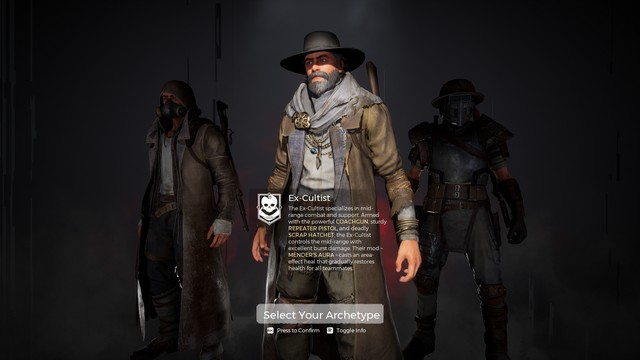 Ex-Cultist
The Ex-Cultist specializes in mid-
range combat and support. Armed
with the powerful COACHGUN, sturdy
REPEATER PISTOL, and deadly
SCRAP HATCHET, the Ex-Cultist
controls the mid-range with
excellent burst damage. Their mod -
MENDER'S AURA - casts an area-
effect heal that gradually restores
health for all teammates.
Select Your Archetype
Press to Confirm
Toggle Info